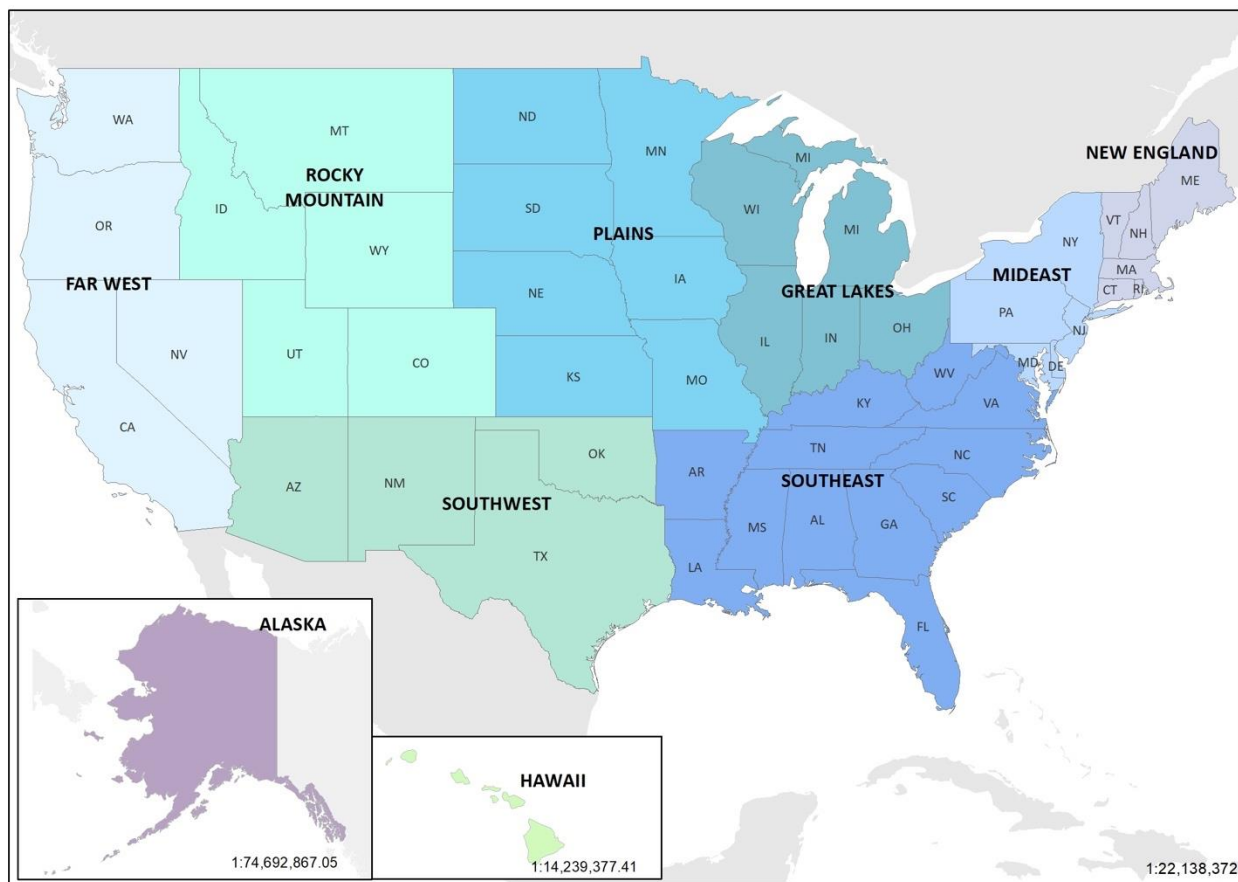 WA
MT
ND
MN
MI
NEW ENGLAND
ME
ROCKY
MOUNTAIN
OR
ID
SD
WI
MI
VT
NH
NY
WY
PLAINS
FAR WEST
MIDEAST
MA
NE
IA
GREAT LAKES
CT
RI
NV
UT
CO
IL
IN
OH
PA
NJ
KS
MO
WV
MD
DE
CA
KY
VA
TN
NC
OK
AR
AZ
NM
SOUTHWEST
SOUTHEAST
SC
TX
MS
AL
GA
LA
FL
ALASKA
HAWAII
1:74,692,867.05
1:14,239,377.41
1:22,138,372